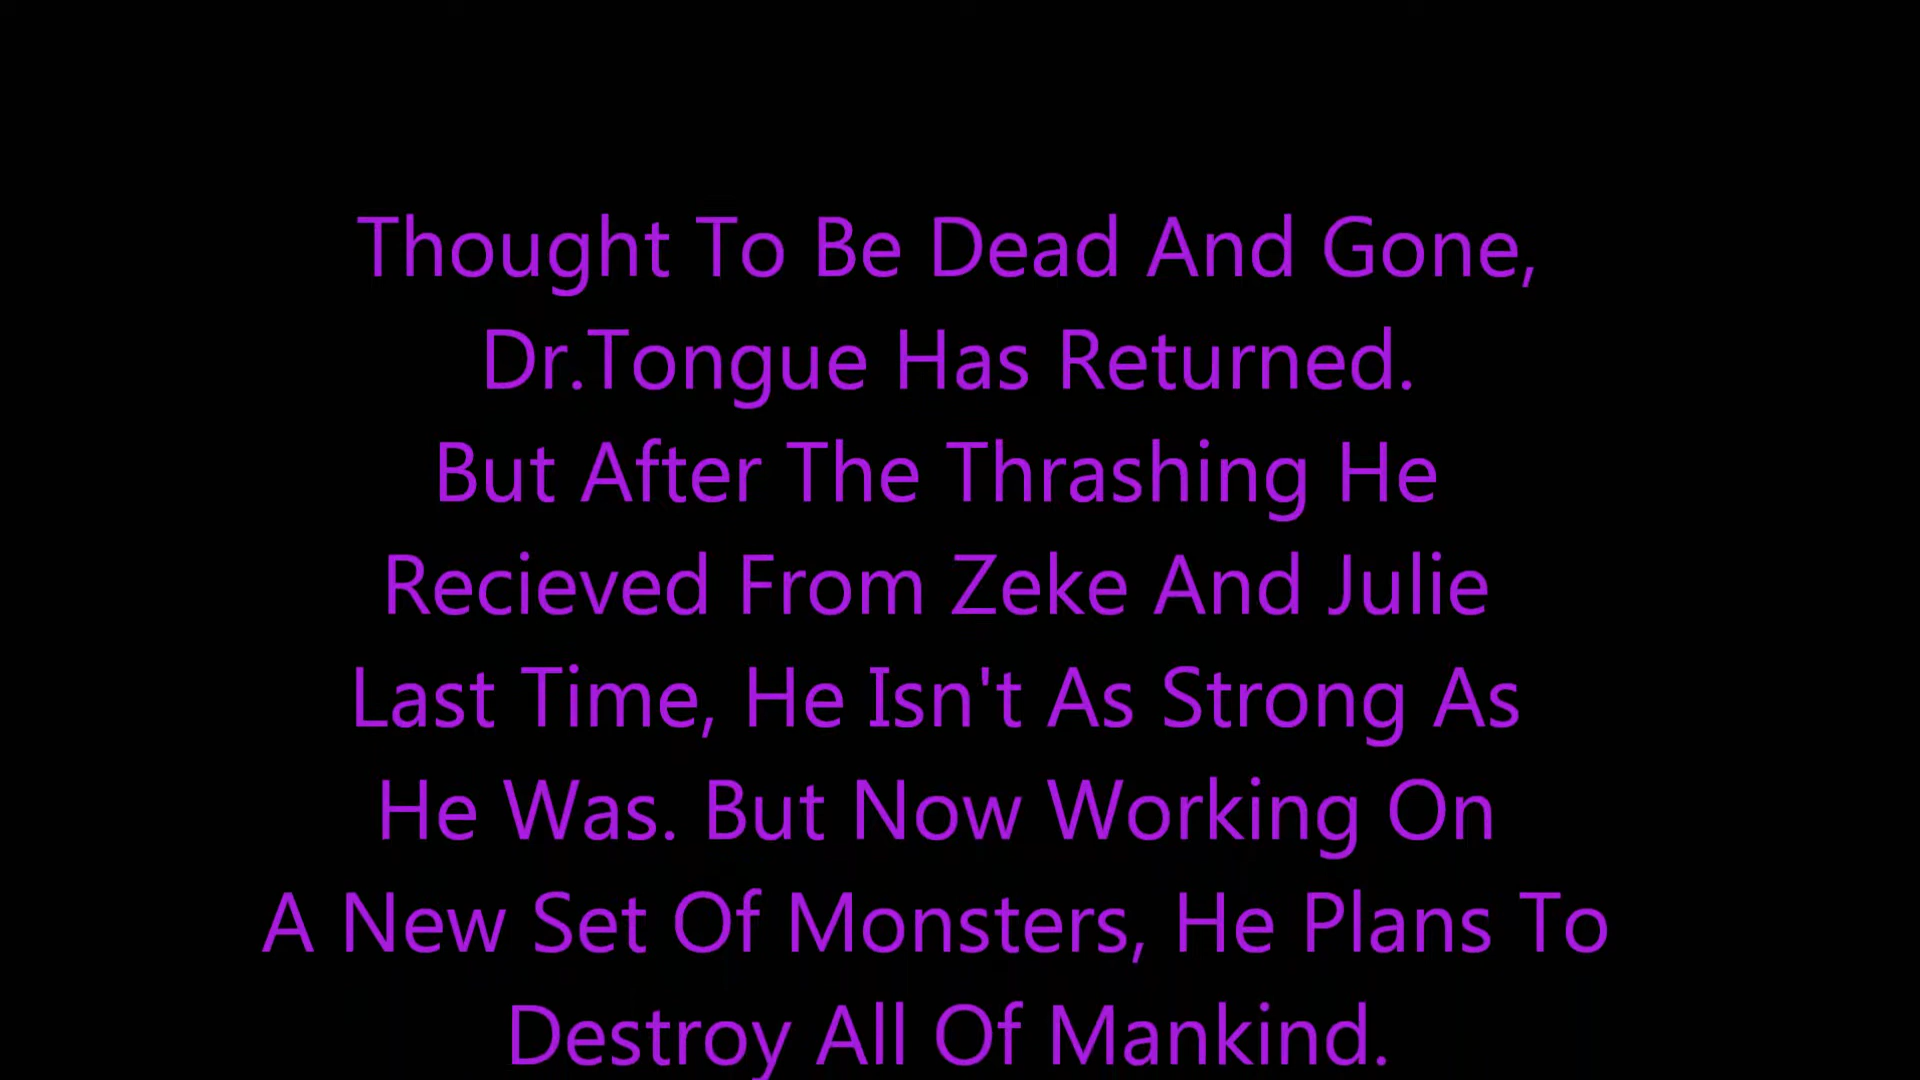 Thought To Be Dead And Gone,
Dr.Tongue Has Returned.
But After The Thrashing He
Recieved From Zeke And Julie
Last Time, He Isn't As Strong As
He Was. But Now Working On
A New Set Of Monsters, He Plans To
Destroy All Of Mankind.